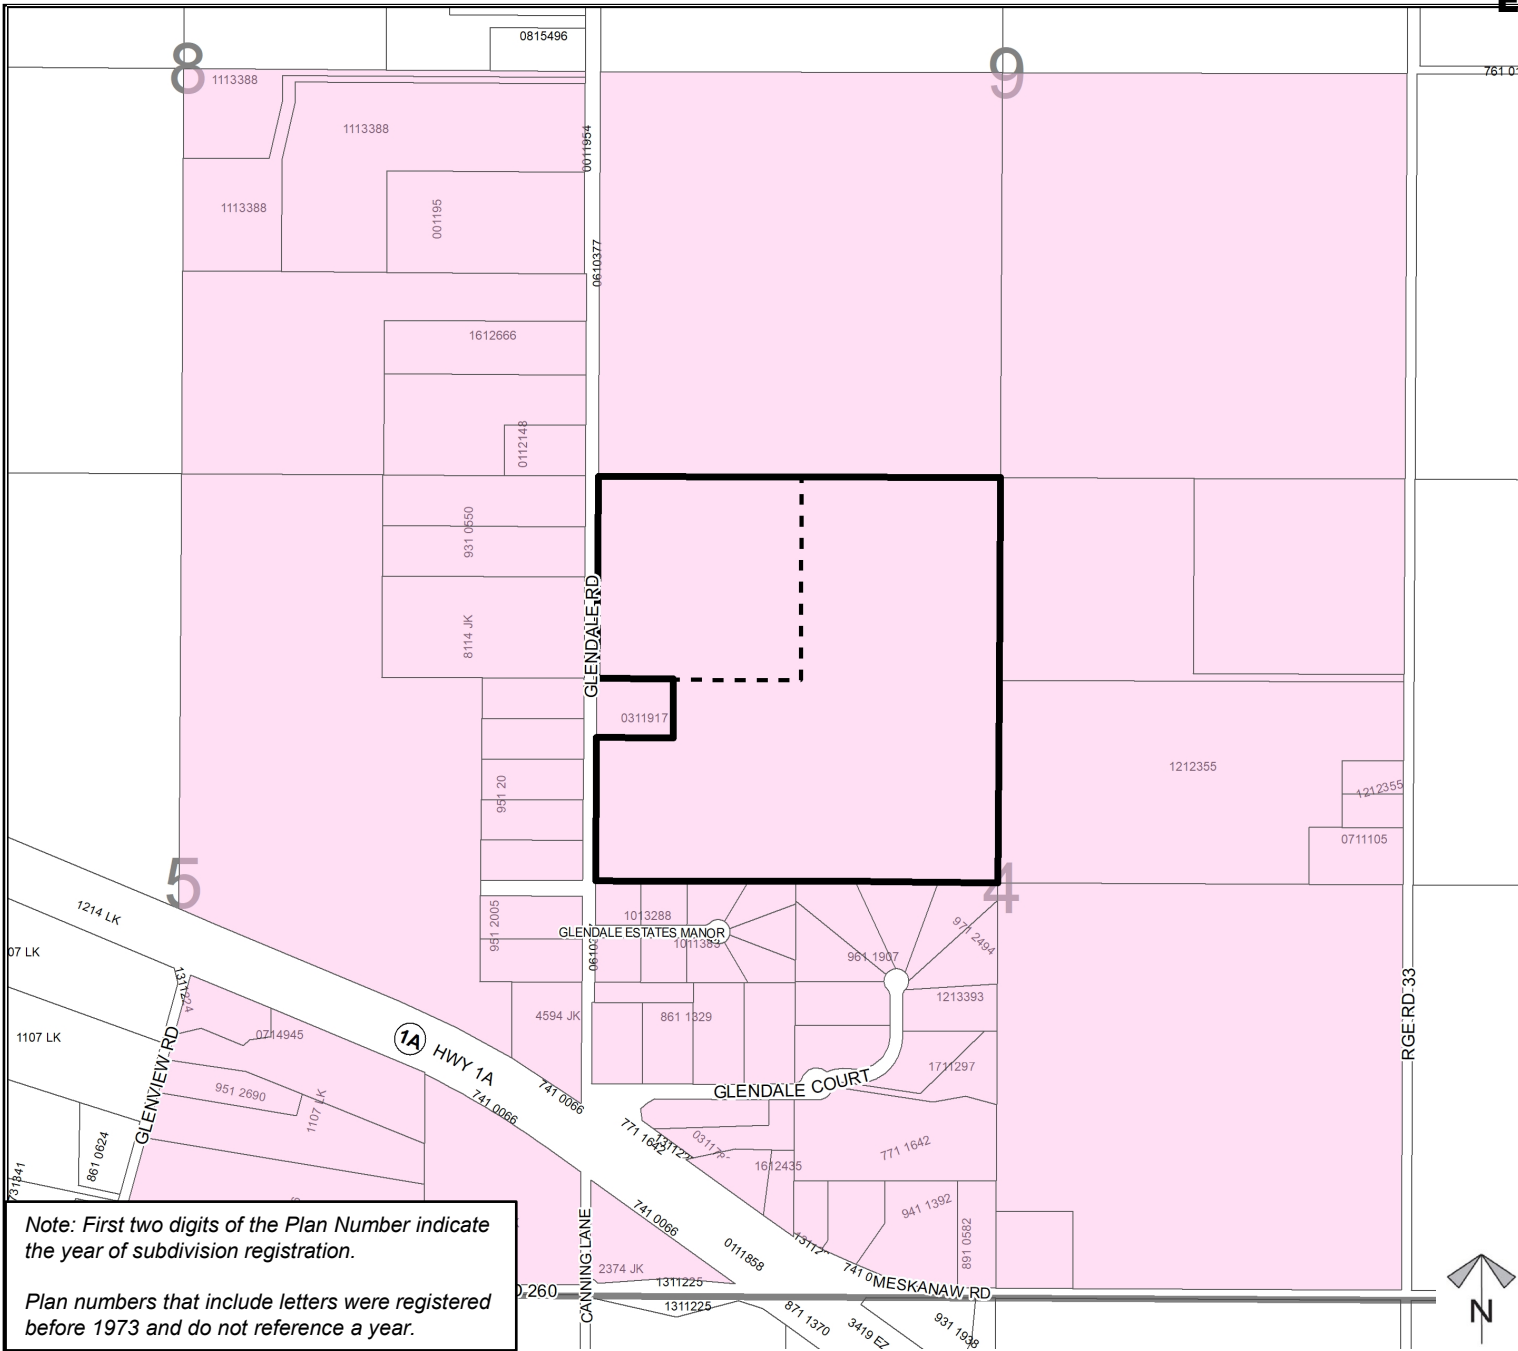 0815496
8
9
1113388
761 0
1113388
0011954
1113388
001195
0610377
1612666
0112148
931 0550
GLENDALE RD
8114 JK
0311917
951 20
1212355
1212355
0711105
5
4
1214 LK
951 2005
1013288
GLENDALE ESTATES MANOR
1011383
971 2494
961 1907
07 LK
1213393
4594 JK
861 1329
RGE RD 33
0714945
1107 LK
GLENVIEW RD
1A
HWY 1A
1711297
GLENDALE COURT
951 2690
1107 LK
741 0066
741 0066
771 1642
771 1642
861 0624
1612435
731341
941 1392
891 0582
741 0066
0111858
CANNING LANE
2374 JK
1311225
1311225
MESKANAW RD
260
871 1370
3419 EZ
931 1938
Note: First two digits of the Plan Number indicate
the year of subdivision registration.
Plan numbers that include letters were registered
before 1973 and do not reference a year.
N